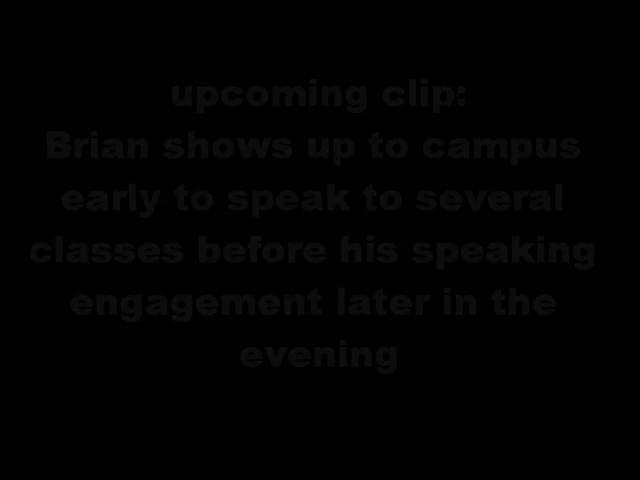 upcoming clip:
Brian shows up to campus
early to speak to several
classes before his speaking
engagement later in the
evening